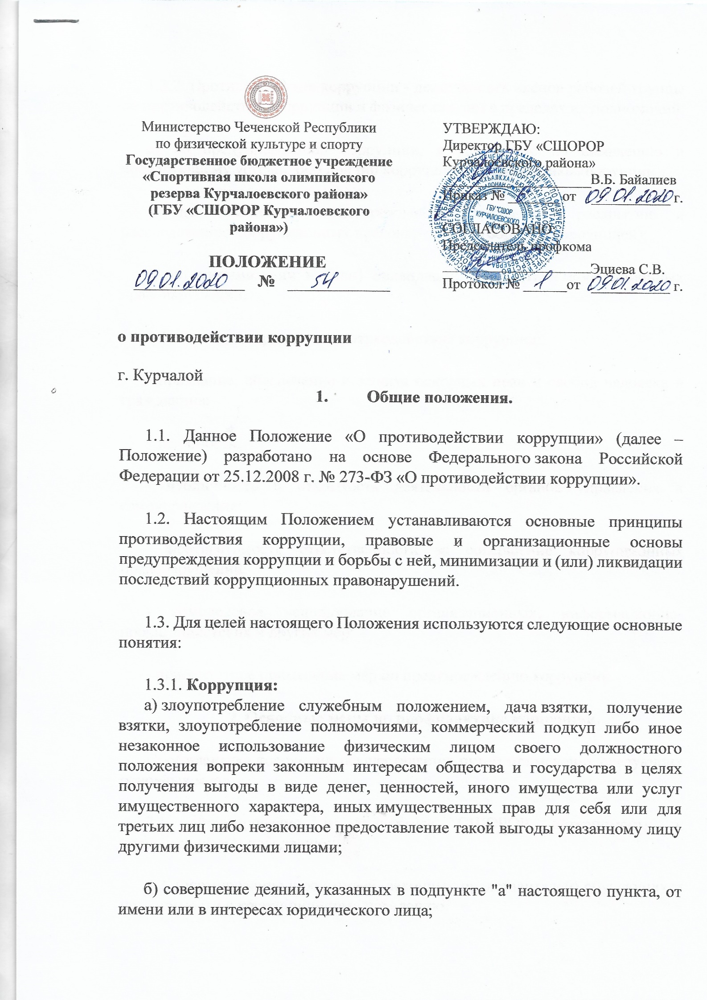 Министерство Чеченской Республики
по физической культуре и спорту
Государственное бюджетное учреждение
«Спортивная школа олимпийского
резерва Курчалоевского района»
(ГБУ «СШОРОР Курчалоевского
района»)
ПОЛОЖЕНИЕ
09.01.2020 № 54
УТВЕРЖДАЮ:
Директор ГБУ «СШОРОР
Курчалоевского района»
В.Б. Байалиев
Приказ № 6 от 09.01.2020 г.
СОГЛАСОВАНО:
Председатель профкома
Эциева С.В.
Протокол № 1 от 09.01.2020 г.
ГБУ "СШОР
КУРЧАЛОЕВСКОГО
РАЙОНА"
о противодействии коррупции
г. Курчалой
1. Общие положения.
1.1. Данное Положение «О противодействии коррупции» (далее –
Положение) разработано на основе Федерального закона Российской
Федерации от 25.12.2008 г. № 273-ФЗ «О противодействии коррупции».
1.2. Настоящим Положением устанавливаются основные принципы
противодействия коррупции, правовые и организационные основы
предупреждения коррупции и борьбы с ней, минимизации и (или) ликвидации
последствий коррупционных правонарушений.
1.3. Для целей настоящего Положения используются следующие основные
понятия:
1.3.1. Коррупция:
а) злоупотребление служебным положением, дача взятки, получение
взятки, злоупотребление полномочиями, коммерческий подкуп либо иное
незаконное использование физическим лицом своего должностного
положения вопреки законным интересам общества и государства в целях
получения выгоды в виде денег, ценностей, иного имущества или услуг
имущественного характера, иных имущественных прав для себя или для
третьих лиц либо незаконное предоставление такой выгоды указанному лицу
другими физическими лицами;
б) совершение деяний, указанных в подпункте "а" настоящего пункта, от
имени или в интересах юридического лица;